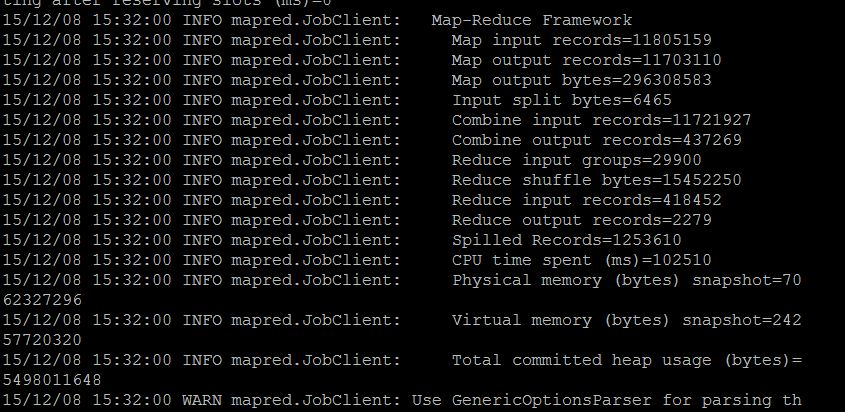 ting after reserving slots (ms)=0
15/12/08 15:32:00 INFO mapred.JobClient:   Map-Reduce Framework
15/12/08 15:32:00 INFO mapred.JobClient:     Map input records=11805159
15/12/08 15:32:00 INFO mapred.JobClient:     Map output records=11703110
15/12/08 15:32:00 INFO mapred.JobClient:     Map output bytes=296308583
15/12/08 15:32:00 INFO mapred.JobClient:     Input split bytes=6465
15/12/08 15:32:00 INFO mapred.JobClient:     Combine input records=11721927
15/12/08 15:32:00 INFO mapred.JobClient:     Combine output records=437269
15/12/08 15:32:00 INFO mapred.JobClient:     Reduce input groups=29900
15/12/08 15:32:00 INFO mapred.JobClient:     Reduce shuffle bytes=15452250
15/12/08 15:32:00 INFO mapred.JobClient:     Reduce input records=418452
15/12/08 15:32:00 INFO mapred.JobClient:     Reduce output records=2279
15/12/08 15:32:00 INFO mapred.JobClient:     Spilled Records=1253610
15/12/08 15:32:00 INFO mapred.JobClient:     CPU time spent (ms)=102510
15/12/08 15:32:00 INFO mapred.JobClient:     Physical memory (bytes) snapshot=70
62327296
15/12/08 15:32:00 INFO mapred.JobClient:     Virtual memory (bytes) snapshot=242
57720320
15/12/08 15:32:00 INFO mapred.JobClient:     Total committed heap usage (bytes)=
5498011648
15/12/08 15:32:00 WARN mapred.JobClient: Use GenericOptionsParser for parsing th